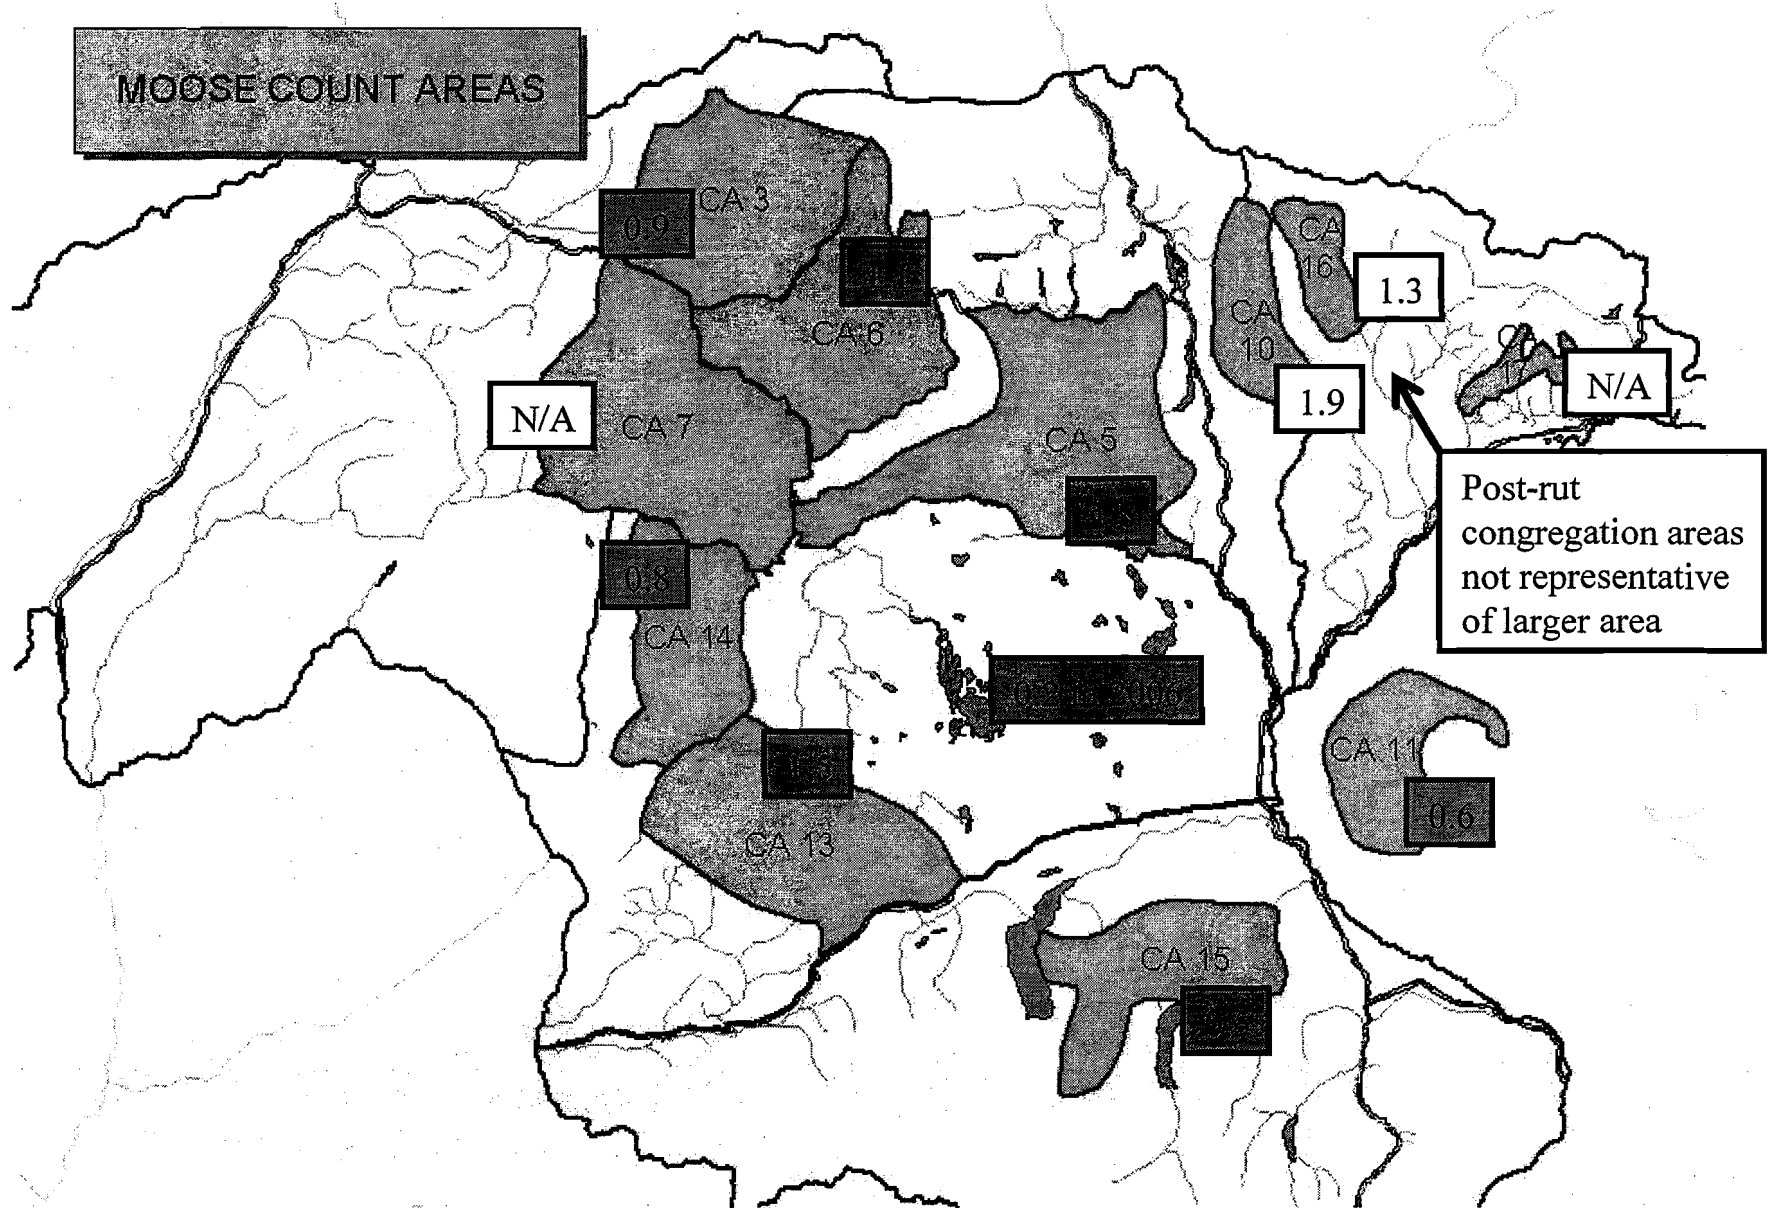 MOOSE COUNT AREAS
CA 3
0.9
CA
16
1.3
CA 6
CA
10
N/A
1.9
N/A
CA 7
CA 5
Post-rut
congregation areas
not representative
of larger area
0.8
CA 14
CA 11
0.6
CA 13
CA 15